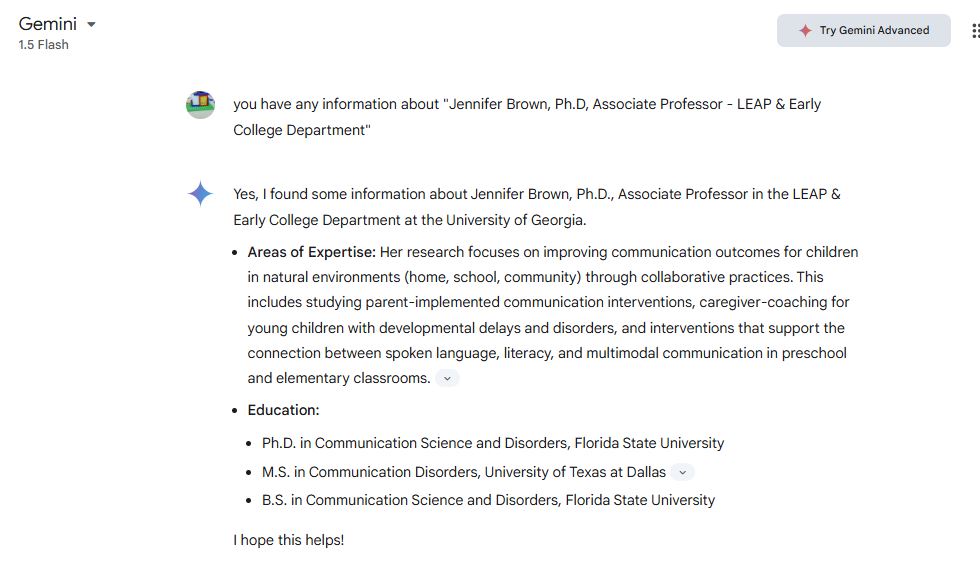 Gemini
1.5 Flash
Try Gemini Advanced
you have any information about "Jennifer Brown, Ph.D, Associate Professor - LEAP & Early
College Department"
Yes, I found some information about Jennifer Brown, Ph.D., Associate Professor in the LEAP &
Early College Department at the University of Georgia.
• Areas of Expertise: Her research focuses on improving communication outcomes for children
in natural environments (home, school, community) through collaborative practices. This
includes studying parent-implemented communication interventions, caregiver-coaching for
young children with developmental delays and disorders, and interventions that support the
connection between spoken language, literacy, and multimodal communication in preschool
and elementary classrooms.
• Education:
• Ph.D. in Communication Science and Disorders, Florida State University
• M.S. in Communication Disorders, University of Texas at Dallas
• B.S. in Communication Science and Disorders, Florida State University
I hope this helps!